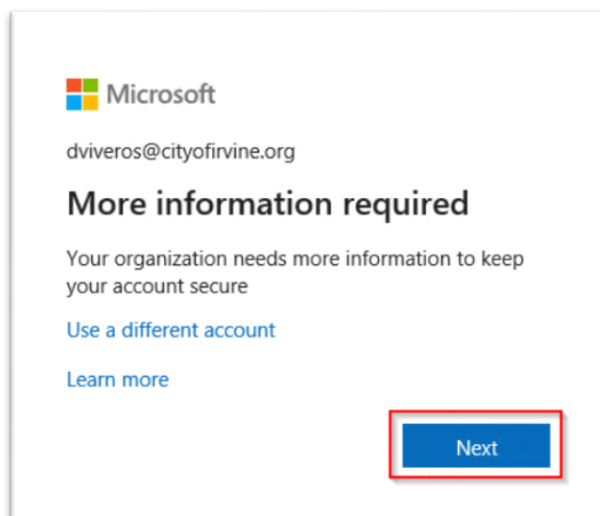 Microsoft
dviveros@cityofirvine.org
More information required
Your organization needs more information to keep
your account secure
Use a different account
Learn more
Next